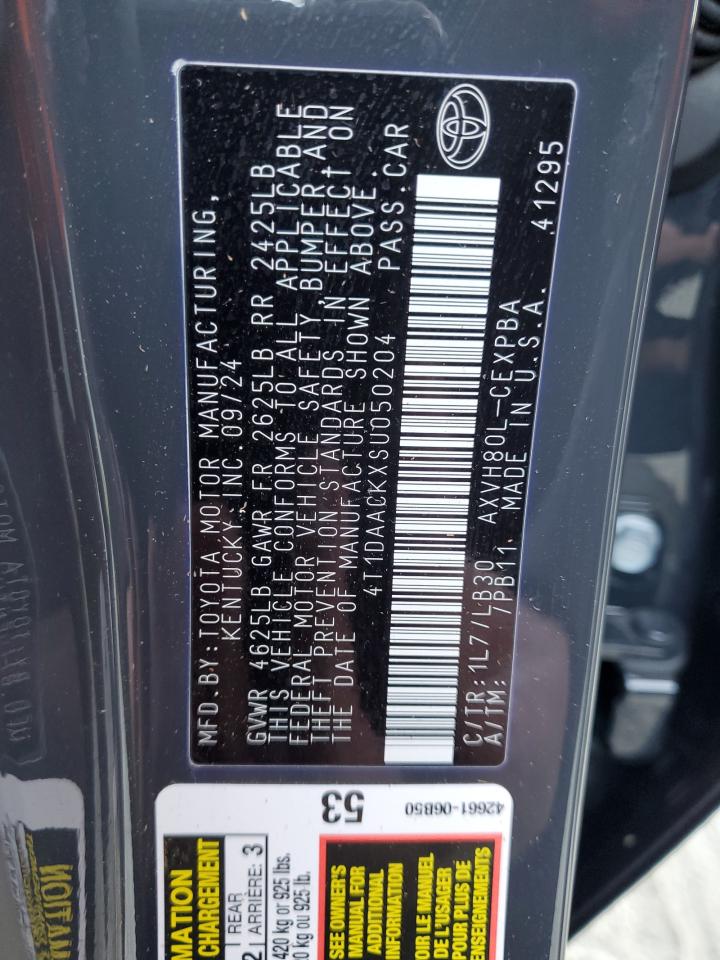 MFD.BY:TOYOTA MOTOR MANUFACTURING,
KENTUCKY,INC.09/24
GVWR 4625LB GAWR FR 2625LB RR 2425LB
THIS VEHICLE CONFORMS TO ALL APPLICABLE
FEDERAL MOTOR VEHICLE SAFETY,BUMPER,AND
THEFT PREVENTION STANDARDS IN EFFECT ON
THE DATE OF MANUFACTURE SHOWN ABOVE.
4T1DAACKXSU050204 PASS.CAR
C/TR:1L7/LB30 AXVH80L-CEXPBA
A/TM: 7PB11 MADE IN U.S.A. 41295
53
42661-06B50
MATION
CHARGEMENT
2
REAR
ARRIÈRE: 3
420 kg or 925 lbs.
0 kg ou 925 lb.
SEE OWNER'S
MANUAL FOR
ADDITIONAL
INFORMATION
OIR LE MANUEL
DE L'USAGER
POUR PLUS DE
ENSEIGNEMENTS